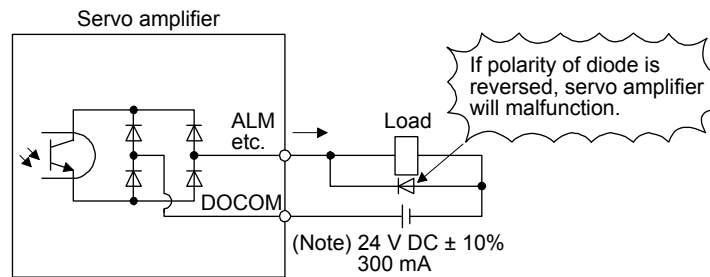 Servo amplifier
If polarity of diode is
reversed, servo amplifier
will malfunction.
ALM
etc.
Load
DOCOM
(Note) 24 V DC ± 10%
300 mA